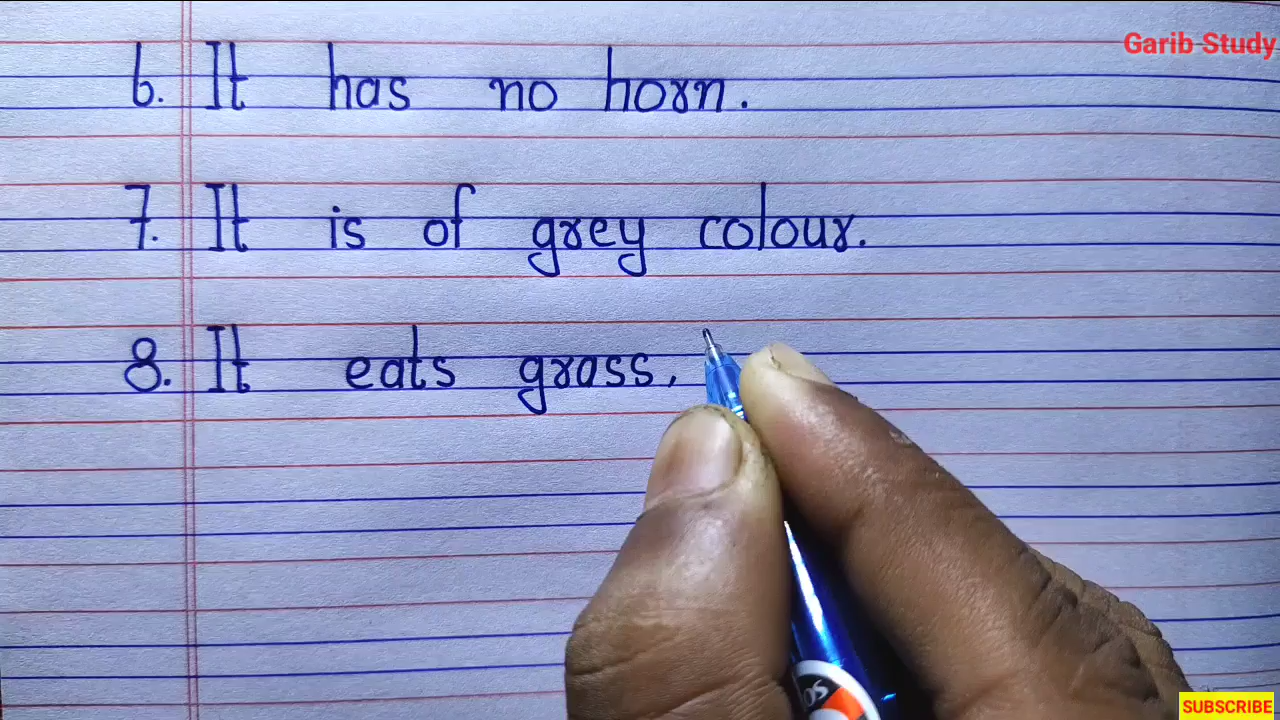 Garib Study
6. It has no horn.
7. It is of grey colour.
8. It eats grass,
SUBSCRIBE